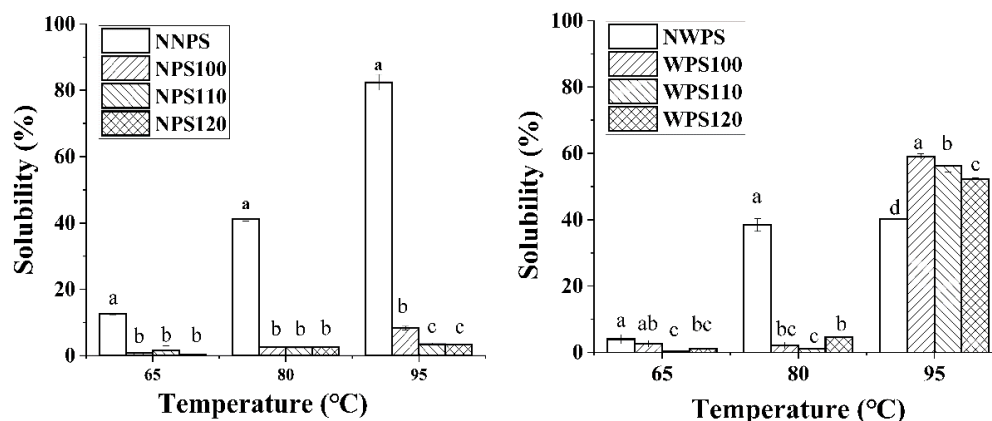 100
80
60
40
20
0
Solubility (%)
NNPS
NPS100
NPS110
NPS120
a
b
b
b
a
b
b
b
a
b
c
c
65
80
95
Temperature (°C)
100
80
60
40
20
0
Solubility (%)
NWPS
WPS100
WPS110
WPS120
a
ab
c
bc
a
bc
c
b
d
a
b
c
65
80
95
Temperature (°C)